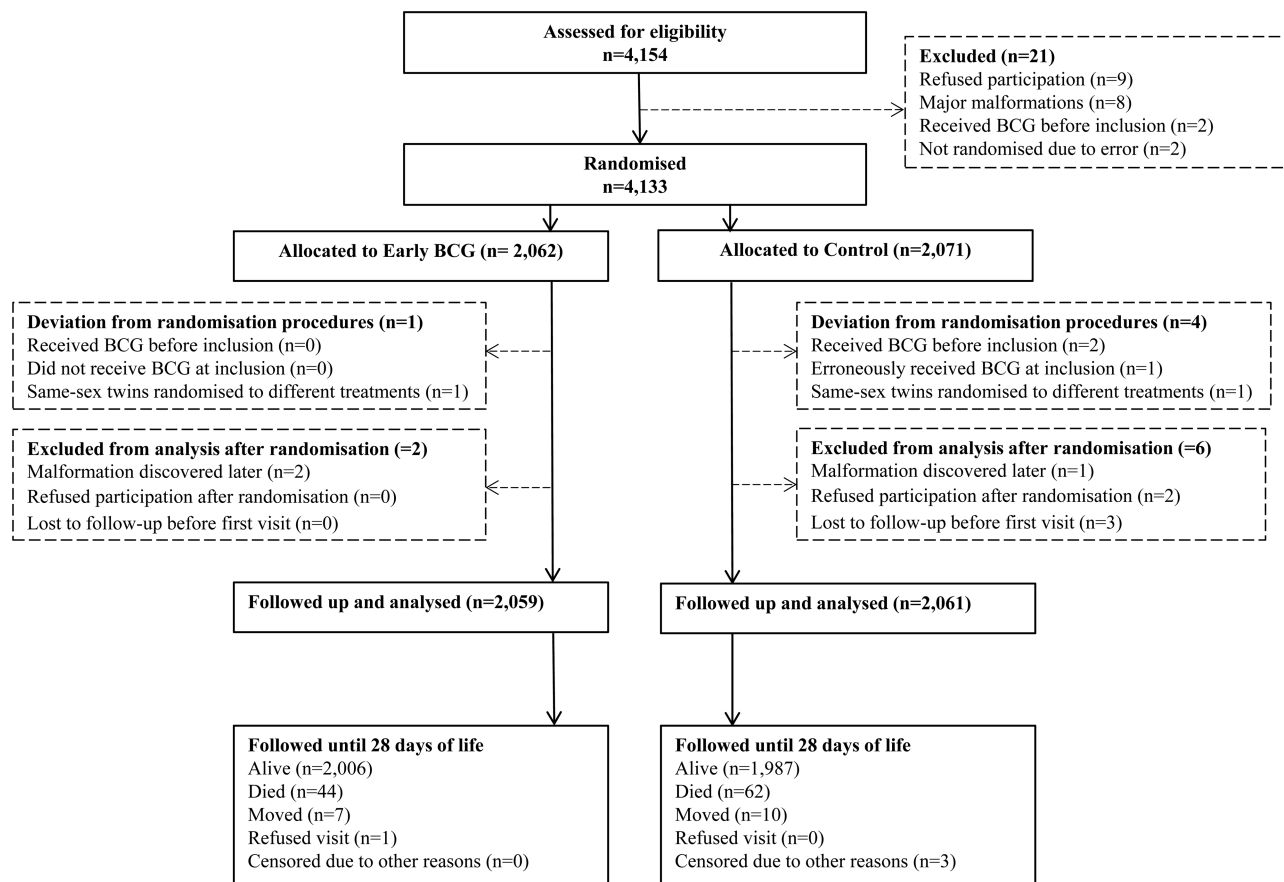 Assessed for eligibility
n=4,154
Excluded (n=21)
Refused participation (n=9)
Major malformations (n=8)
Received BCG before inclusion (n=2)
Not randomised due to error (n=2)
Randomised
n=4,133
Allocated to Early BCG (n= 2,062)
Allocated to Control (n=2,071)
Deviation from randomisation procedures (n=1)
Received BCG before inclusion (n=0)
Did not receive BCG at inclusion (n=0)
Same-sex twins randomised to different treatments (n=1)
Deviation from randomisation procedures (n=4)
Received BCG before inclusion (n=2)
Erroneously received BCG at inclusion (n=1)
Same-sex twins randomised to different treatments (n=1)
Excluded from analysis after randomisation (=2)
Malformation discovered later (n=2)
Refused participation after randomisation (n=0)
Lost to follow-up before first visit (n=0)
Excluded from analysis after randomisation (=6)
Malformation discovered later (n=1)
Refused participation after randomisation (n=2)
Lost to follow-up before first visit (n=3)
Followed up and analysed (n=2,059)
Followed up and analysed (n=2,061)
Followed until 28 days of life
Alive (n=2,006)
Died (n=44)
Moved (n=7)
Refused visit (n=1)
Censored due to other reasons (n=0)
Followed until 28 days of life
Alive (n=1,987)
Died (n=62)
Moved (n=10)
Refused visit (n=0)
Censored due to other reasons (n=3)